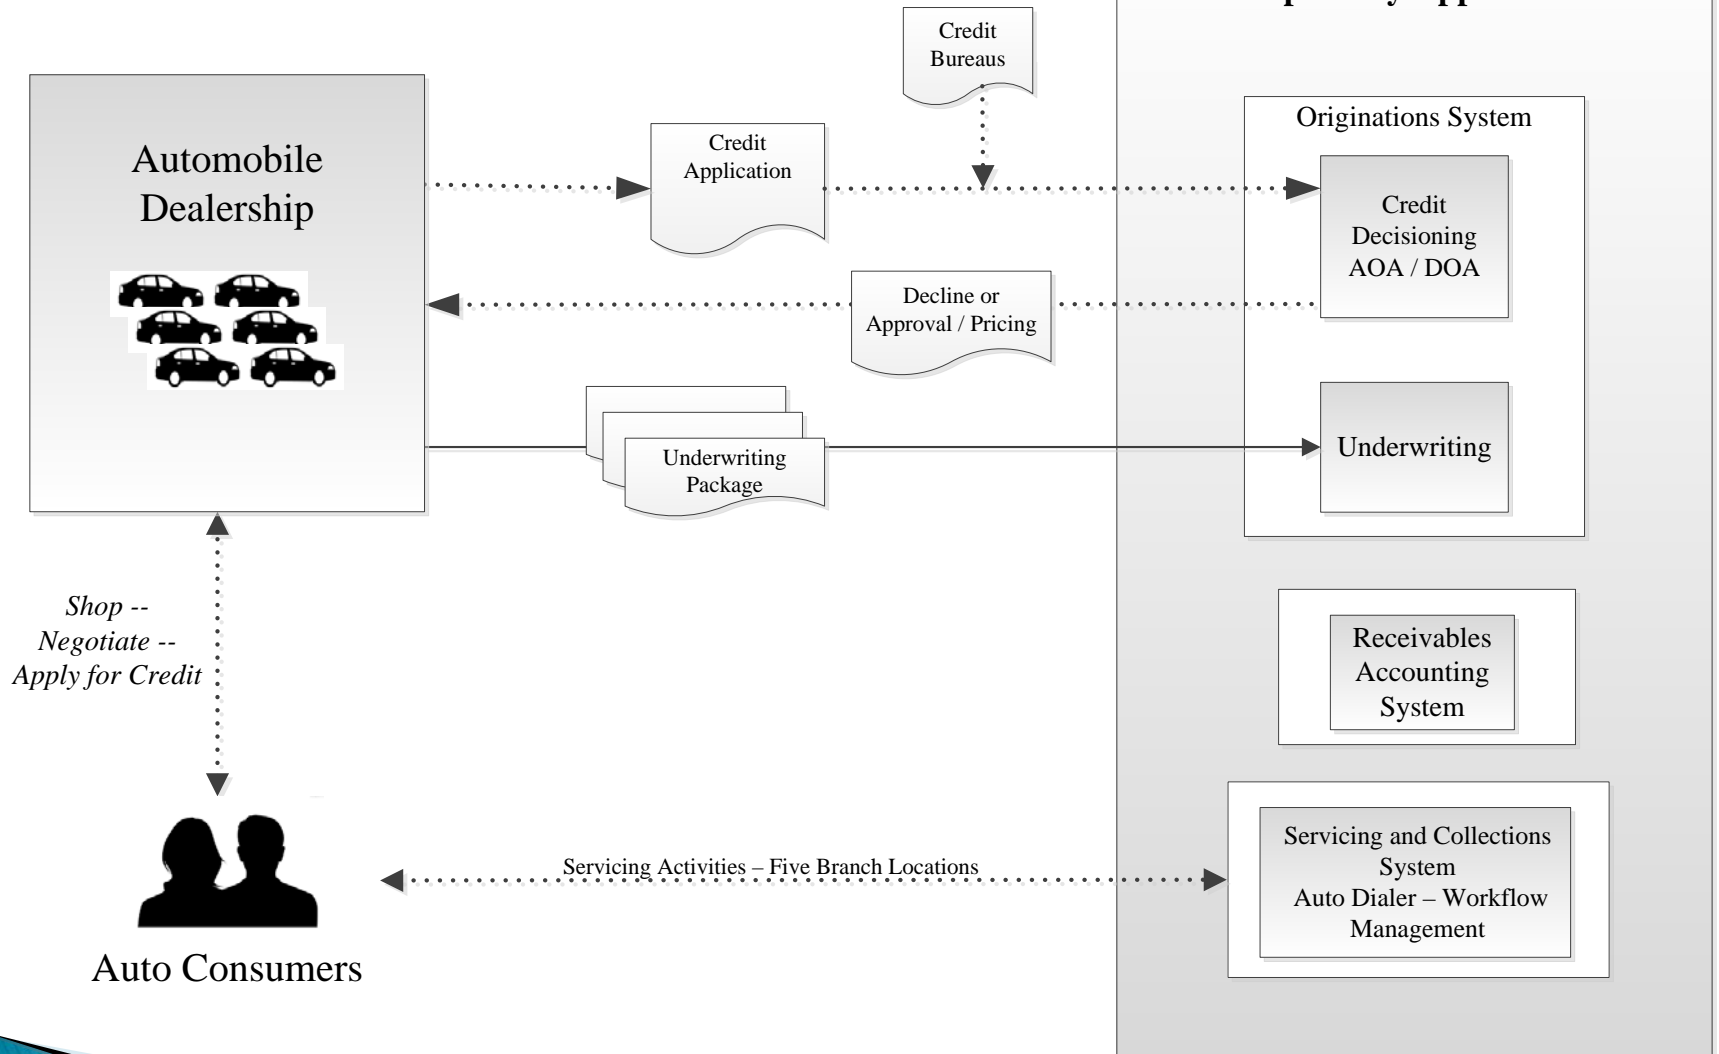 Credit
Bureaus
Automobile
Dealership
Credit
Application
Originations System
Credit
Decisioning
AOA / DOA
Decline or
Approval / Pricing
Underwriting
Package
Underwriting
Shop --
Negotiate --
Apply for Credit
Receivables
Accounting
System
Servicing Activities – Five Branch Locations
Servicing and Collections
System
Auto Dialer – Workflow
Management
Auto Consumers